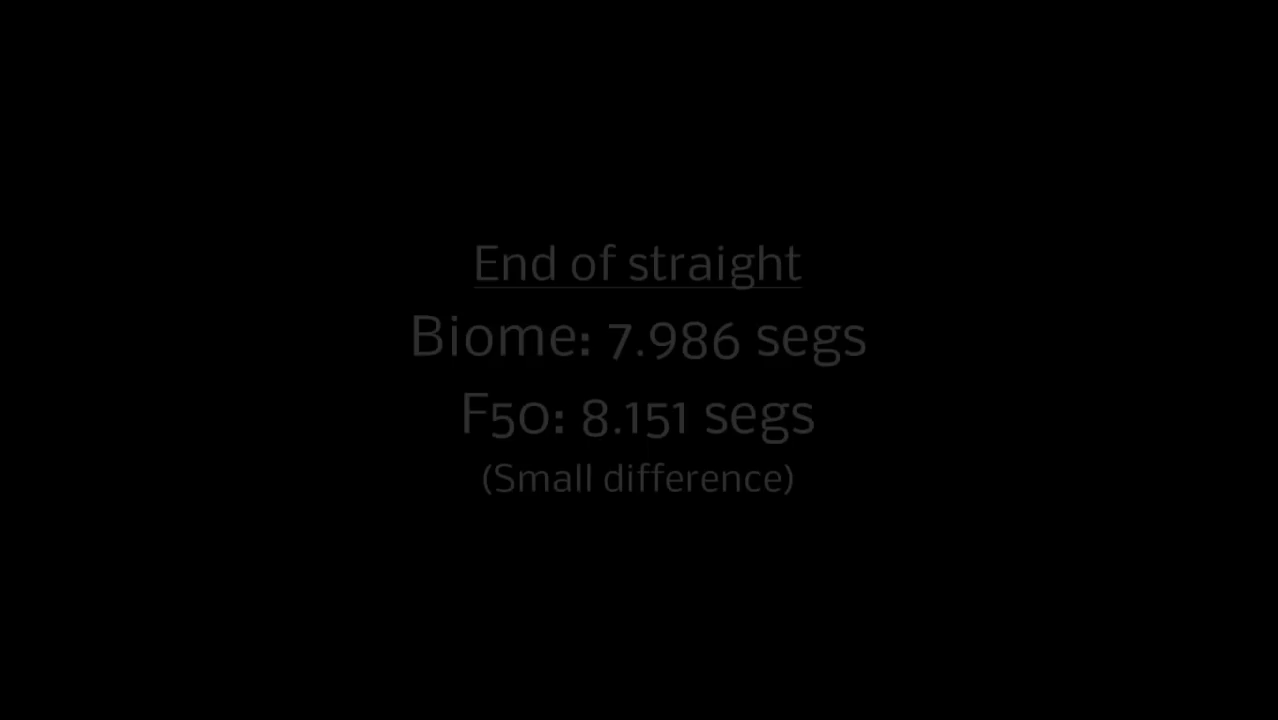 End of straight
Biome: 7.986 segs
F50: 8.151 segs
(Small difference)